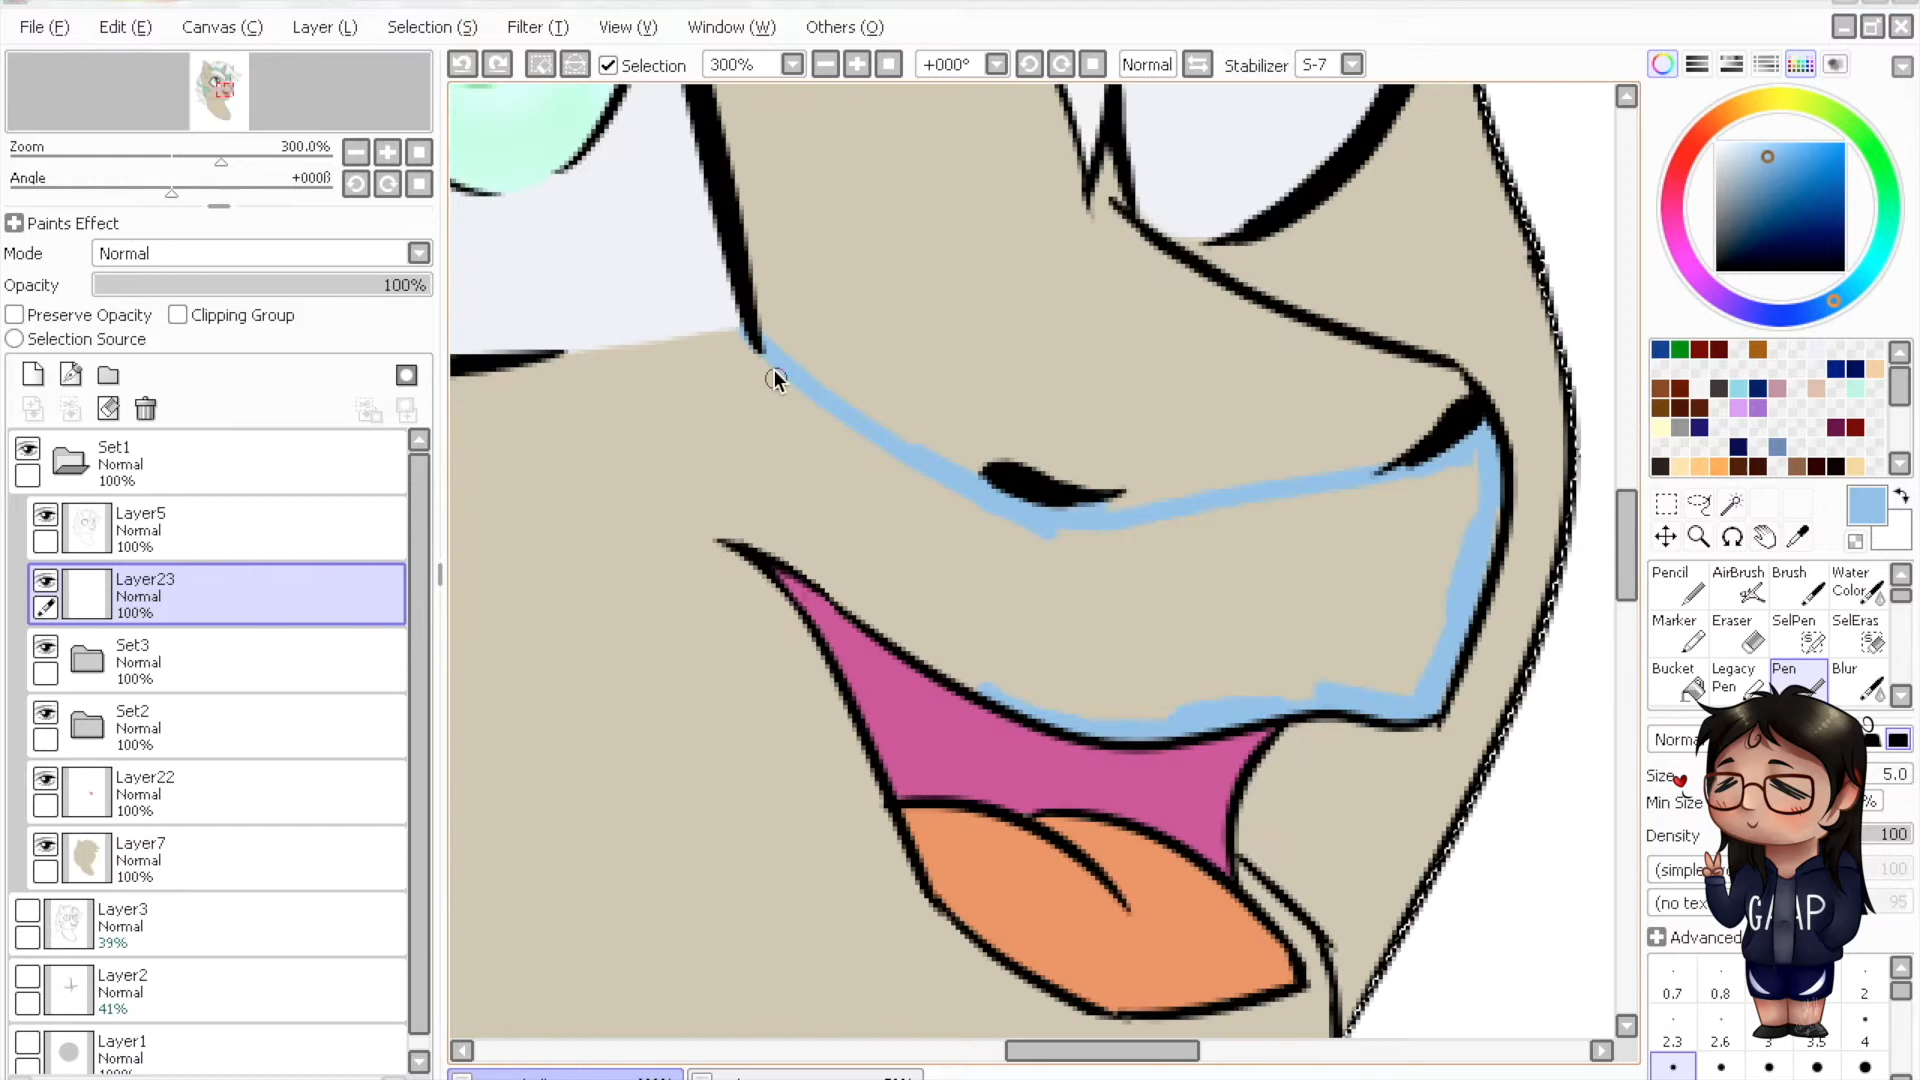 File (F) Edit (E) Canvas (C) Layer (L) Selection (S) Filter (T) View (V) Window (W) Others (O)
Selection 300% +000° Normal Stabilizer S-7
Zoom 300.0%
Angle +000ß
Paints Effect
Mode Normal
Opacity 100%
Preserve Opacity Clipping Group
Selection Source
Set1
Normal
100%
Layer5
Normal
100%
Layer23
Normal
100%
Set3
Normal
100%
Set2
Normal
100%
Layer22
Normal
100%
Layer7
Normal
100%
Layer3
Normal
39%
Layer2
Normal
41%
Layer1
Normal
Pencil AirBrush Brush Water Color
Marker Eraser SelPen SelEras
Bucket Legacy Pen Pen Blur
Size 5.0
Min Size %
Density 100
100
95
Advanced
0.7 0.8 2
2.3 2.6 3 3.5 4